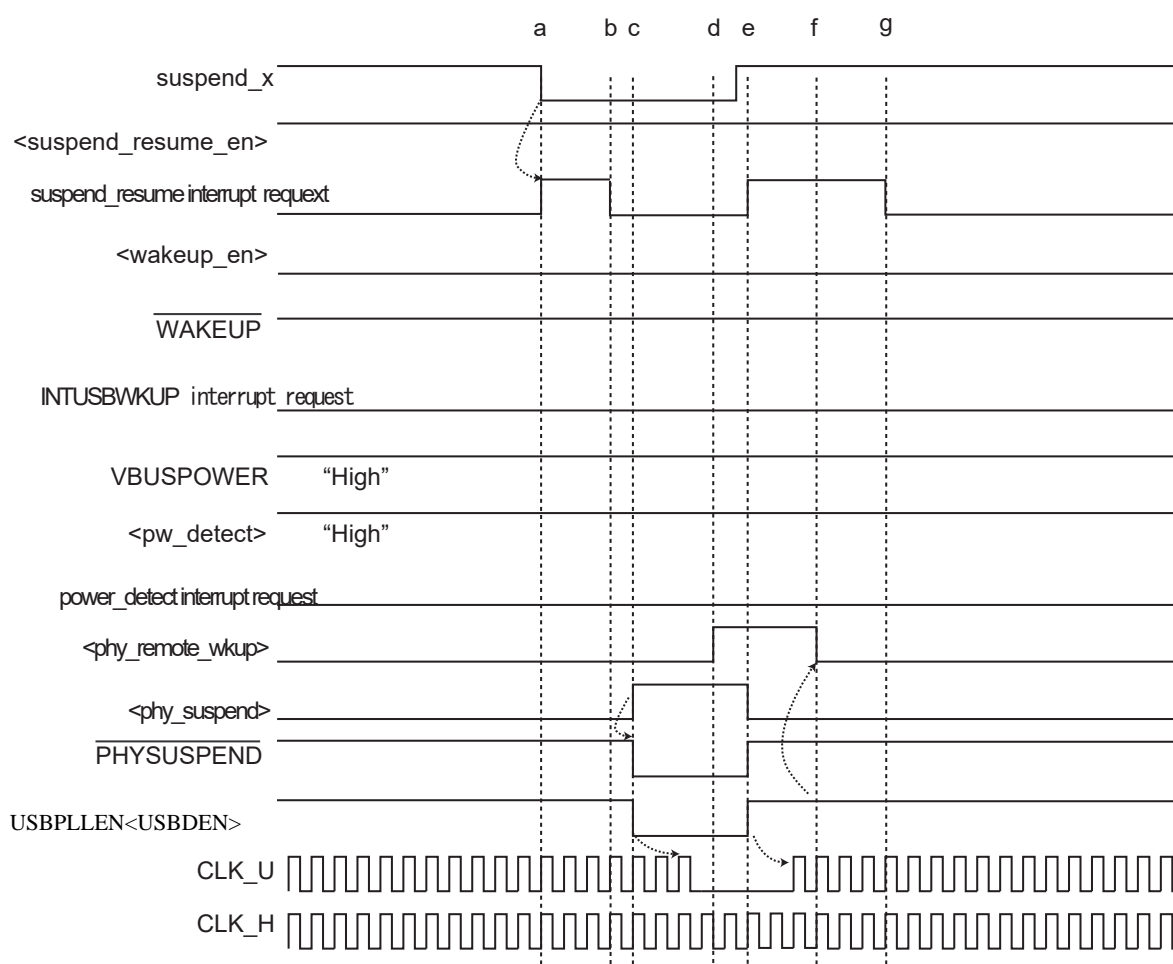 a b c d e f g
suspend_x
<suspend_resume_en>
suspend_resume interrupt requext
<wakeup_en>
WAKEUP
INTUSBWKUP interrupt request
VBUSPOWER “High”
<pw_detect> “High”
power_detect interrupt request
<phy_remote_wkup>
<phy_suspend>
PHYSUSPEND
USBPLLEN<USBDEN>
CLK_U
CLK_H